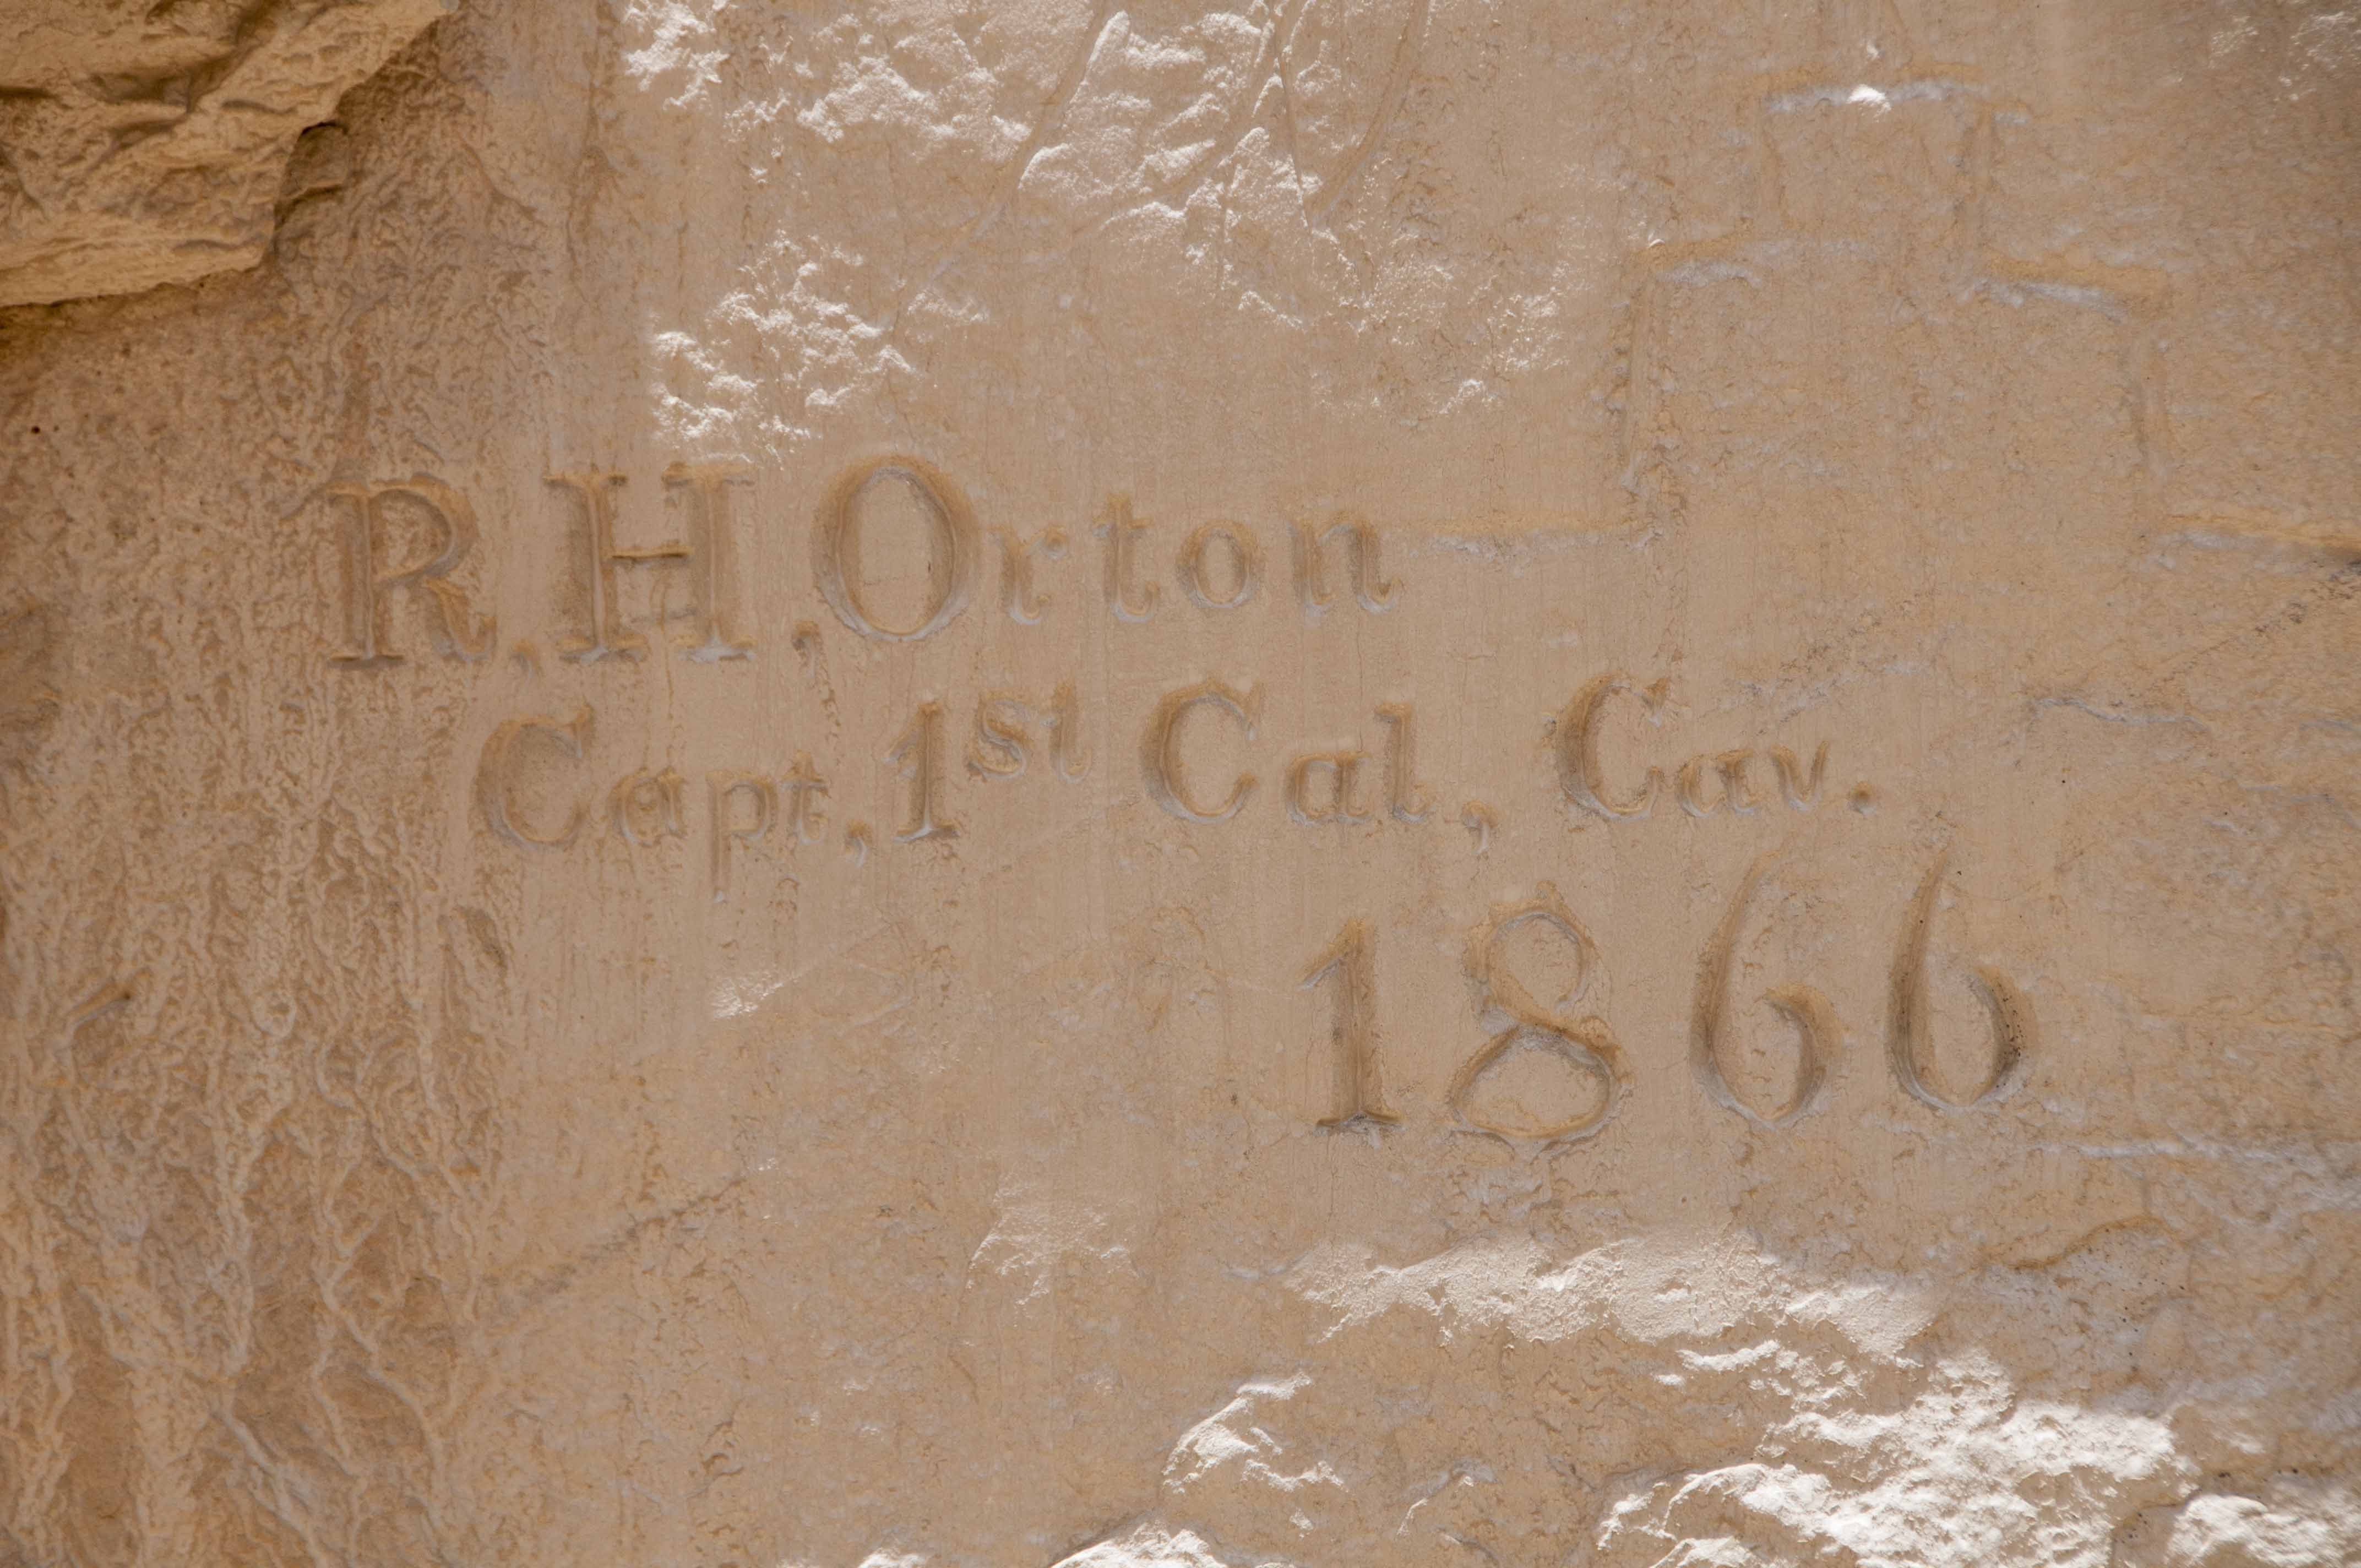 R. H. Orton
Capt, 1st Cal, Cav.
1866